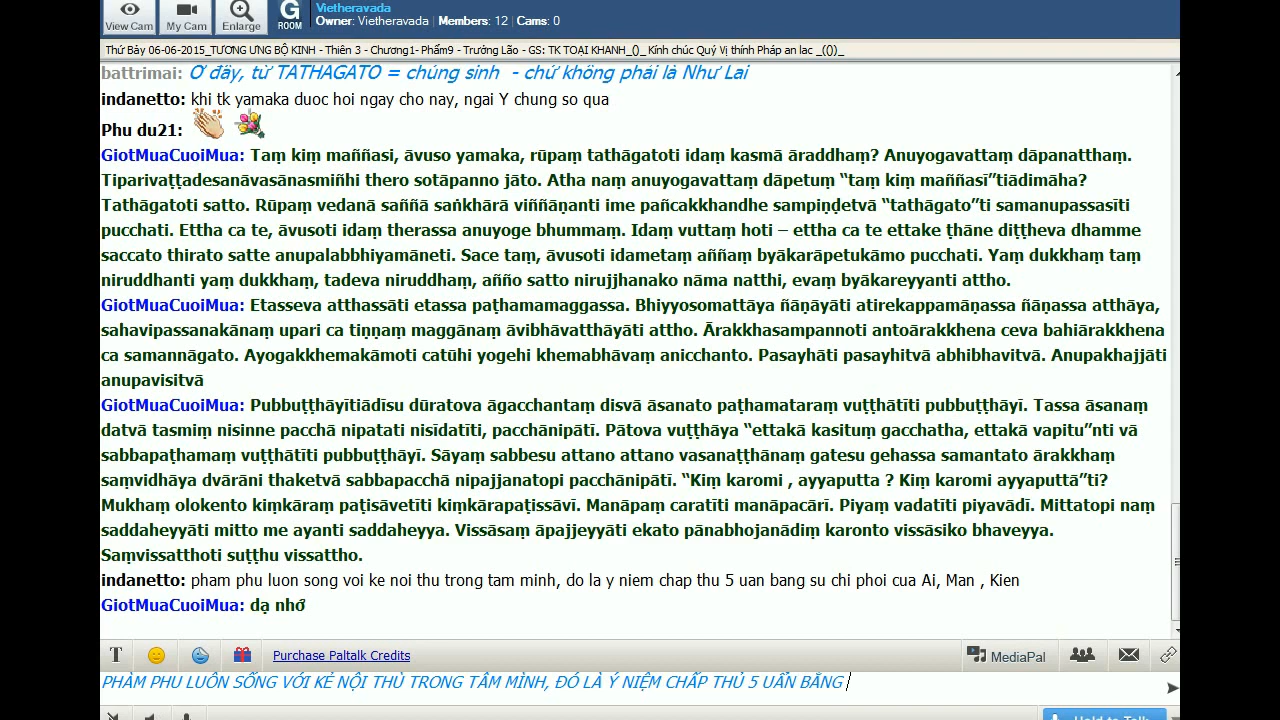 Vietheravada
Owner: Vietheravada | Members: 12 | Cams: 0
View Cam
My Cam
Enlarge
G
ROOM
Thứ Bảy 06-06-2015_TƯƠNG ƯNG BỘ KINH - Thiên 3 - Chương1- Phẩm9 - Trưởng Lão - GS: TK TOẠI KHANH_()_ Kính chúc Quý Vị thính Pháp an lac _(())_
battrimai: Ở đây, từ TATHAGATO = chúng sinh - chứ không phải là Như Lai
indanetto: khi tk yamaka duoc hoi ngay cho nay, ngai Y chung so qua
Phu du21:
GiotMuaCuoiMua: Taṃ kiṃ maññasi, āvuso yamaka, rūpaṃ tathāgatoti idaṃ kasmā āraddhaṃ? Anuyogavattaṃ dāpanatthaṃ.
Tiparivaṭṭadesanāvasānasmiñhi thero sotāpanno jāto. Atha naṃ anuyogavattaṃ dāpetuṃ “taṃ kiṃ maññasī”tiādimāha?
Tathāgatoti satto. Rūpaṃ vedanā saññā saṅkhārā viññāṇanti ime pañcakkhandhe sampiṇḍetvā “tathāgato”ti samanupassasīti
pucchati. Ettha ca te, āvusoti idaṃ therassa anuyoge bhummaṃ. Idaṃ vuttaṃ hoti – ettha ca te ettake ṭhāne diṭṭheva dhamme
saccato thirato satte anupalabbhiyamāneti. Sace taṃ, āvusoti idametaṃ aññaṃ byākarāpetukāmo pucchati. Yaṃ dukkhaṃ taṃ
niruddhanti yaṃ dukkhaṃ, tadeva niruddhaṃ, añño satto nirujjhanako nāma natthi, evaṃ byākareyyanti attho.
GiotMuaCuoiMua: Etasseva atthassāti etassa paṭhamamaggassa. Bhiyyosomattāya ñāṇāyāti atirekappamāṇassa ñāṇassa atthāya,
sahavipassanakānaṃ upari ca tiṇṇaṃ maggānaṃ āvibhāvatthāyāti attho. Ārakkhasampannoti antoārakkhena ceva bahiārakkhena
ca samannāgato. Ayogakkhemakāmoti catūhi yogehi khemabhāvaṃ anicchanto. Pasayhāti pasayhitvā abhibhavitvā. Anupakhajjāti
anupavisitvā
GiotMuaCuoiMua: Pubbuṭṭhāyītiādīsu dūratova āgacchantaṃ disvā āsanato paṭhamataraṃ vuṭṭhātīti pubbuṭṭhāyī. Tassa āsanaṃ
datvā tasmiṃ nisinne pacchā nipatati nisīdatīti, pacchānipātī. Pātova vuṭṭhāya “ettakā kasituṃ gacchatha, ettakā vapitu”nti vā
sabbapaṭhamaṃ vuṭṭhātīti pubbuṭṭhāyī. Sāyaṃ sabbesu attano attano vasanaṭṭhānaṃ gatesu gehassa samantato ārakkhaṃ
saṃvidhāya dvārāni thaketvā sabbapacchā nipajjanatopi pacchānipātī. “Kiṃ karomi , ayyaputta ? Kiṃ karomi ayyaputtā”ti?
Mukhaṃ olokento kiṃkāraṃ paṭisāvetīti kiṃkārapaṭissāvī. Manāpaṃ caratīti manāpacārī. Piyaṃ vadatīti piyavādī. Mittatopi naṃ
saddaheyyāti mitto me ayanti saddaheyya. Vissāsaṃ āpajjeyyāti ekato pānabhojanādiṃ karonto vissāsiko bhaveyya.
Saṃvissatthoti suṭṭhu vissattho.
indanetto: pham phu luon song voi ke noi thu trong tam minh, do la y niem chap thu 5 uan bang su chi phoi cua Ai, Man , Kien
GiotMuaCuoiMua: dạ nhớ
T
Purchase Paltalk Credits
MediaPal
PHÀM PHU LUÔN SỐNG VỚI KẺ NỘI THÙ TRONG TÂM MÌNH, ĐÓ LÀ Ý NIỆM CHẤP THỦ 5 UẨN BẰNG
Hold to Talk